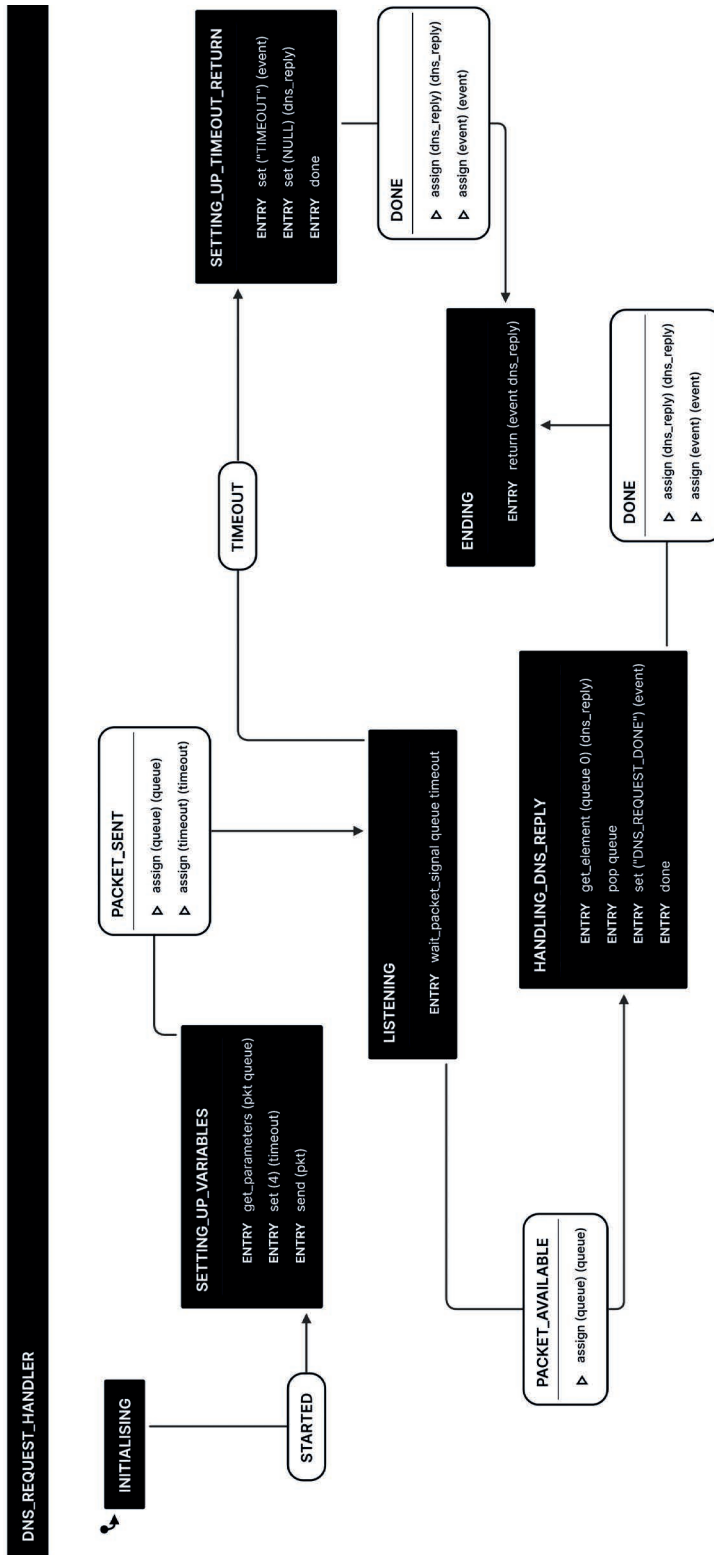 DNS_REQUEST_HANDLER
INITIALISING
STARTED
SETTING_UP_VARIABLES
ENTRY get_parameters (pkt queue)
ENTRY set (4) (timeout)
ENTRY send (pkt)
PACKET_SENT
assign (queue) (queue)
assign (timeout) (timeout)
LISTENING
ENTRY wait_packet_signal queue timeout
TIMEOUT
SETTING_UP_TIMEOUT_RETURN
ENTRY set ("TIMEOUT") (event)
ENTRY set (NULL) (dns_reply)
ENTRY done
DONE
assign (dns_reply) (dns_reply)
assign (event) (event)
ENDING
ENTRY return (event dns_reply)
PACKET_AVAILABLE
assign (queue) (queue)
HANDLING_DNS_REPLY
ENTRY get_element (queue 0) (dns_reply)
ENTRY pop queue
ENTRY set ("DNS_REQUEST_DONE") (event)
ENTRY done
DONE
assign (dns_reply) (dns_reply)
assign (event) (event)